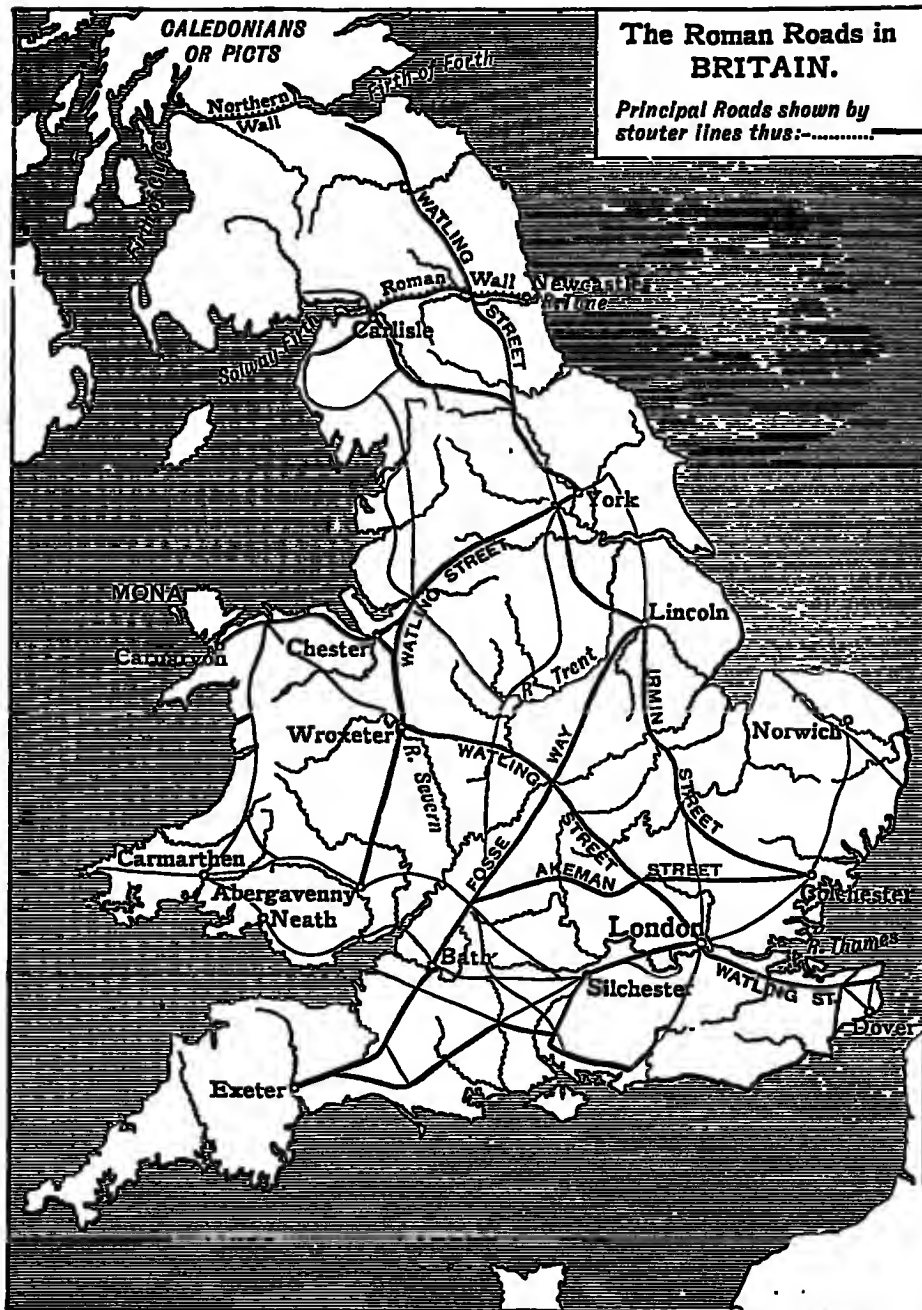 The Roman Roads in
BRITAIN.
Principal Roads shown by
stouter lines thus:-...........
CALEDONIANS
OR PICTS
Firth of Forth
Northern
Wall
WATLING
Roman Wall
Newcastle
STREET
Solway Firth
Carlisle
York
WATLING STREET
MONA
Carnarvon
Chester
Lincoln
R. Trent
IRMIN
STREET
Wroxeter
R. Severn
WATLING
STREET
FOSSE
WAY
Norwich
Carmarthen
Abergavenny
Neath
AKEMAN
STREET
Colchester
London
R. Thames
Bath
Silchester
WATLING ST.
Dover
Exeter